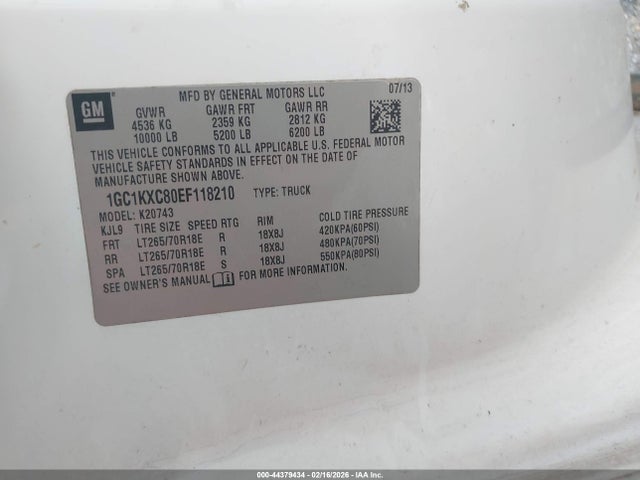 GM
MFD BY GENERAL MOTORS LLC 07/13
GVWR GAWR FRT GAWR RR
4536 KG 2359 KG 2812 KG
10000 LB 5200 LB 6200 LB
THIS VEHICLE CONFORMS TO ALL APPLICABLE U.S. FEDERAL MOTOR
VEHICLE SAFETY STANDARDS IN EFFECT ON THE DATE OF
MANUFACTURE SHOWN ABOVE.
1GC1KXC80EF118210 TYPE: TRUCK
MODEL: K20743
KJL9 TIRE SIZE SPEED RTG RIM COLD TIRE PRESSURE
FRT LT265/70R18E R 18X8J 420KPA(60PSI)
RR LT265/70R18E R 18X8J 480KPA(70PSI)
SPA LT265/70R18E S 18X8J 550KPA(80PSI)
SEE OWNER'S MANUAL FOR MORE INFORMATION
000-44379434 - 02/16/2026 - IAA Inc.